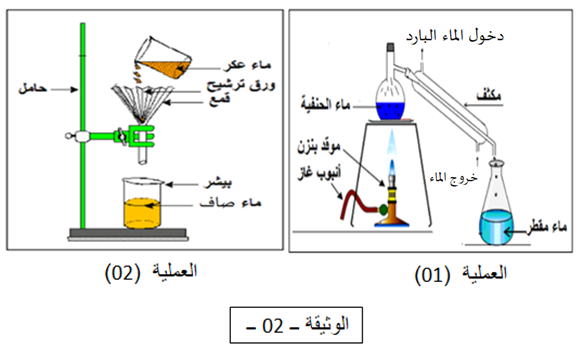 دخول الماء البارد
مكثف
ماء الحنفية
موقد بنزن
أنبوب غاز
خروج الماء
ماء مقطر
العملية (01)
ماء عكر
ورق ترشيح
قمع
حامل
بيشر
ماء صاف
العملية (02)
الوثيقة – 02 –